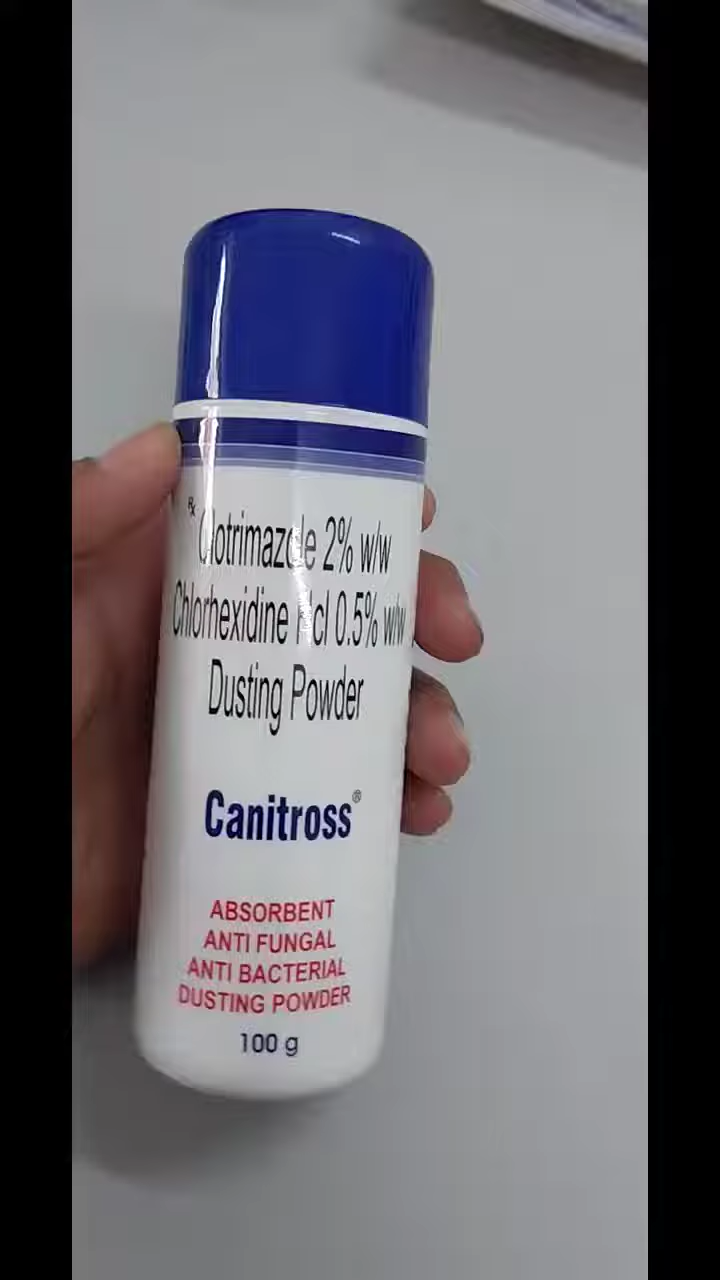 Rx
Clotrimazole 2% w/w
Chlorhexidine Hcl 0.5% w/w
Dusting Powder
Canitross®
ABSORBENT
ANTI FUNGAL
ANTI BACTERIAL
DUSTING POWDER
100 g